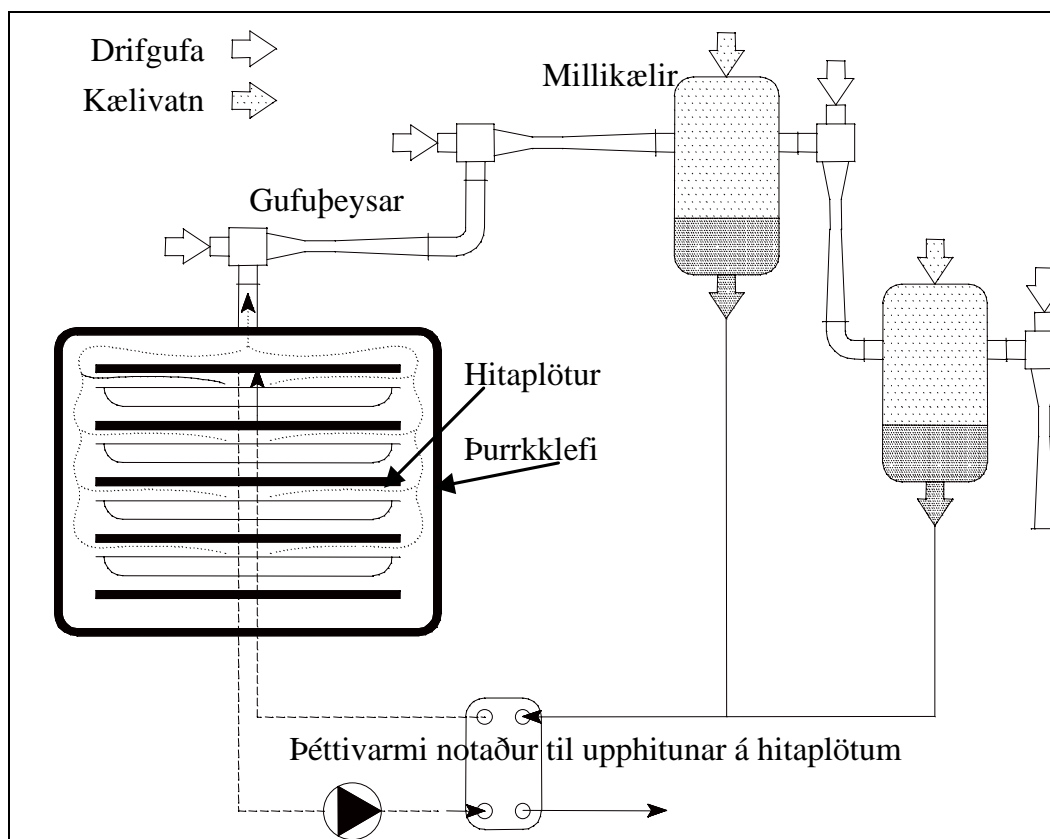 Drifgufa
Kælivatn
Millikælir
Gufuþeysar
Hitaplötur
Þurrkklefi
Þéttivarmi notaður til upphitunar á hitaplötum